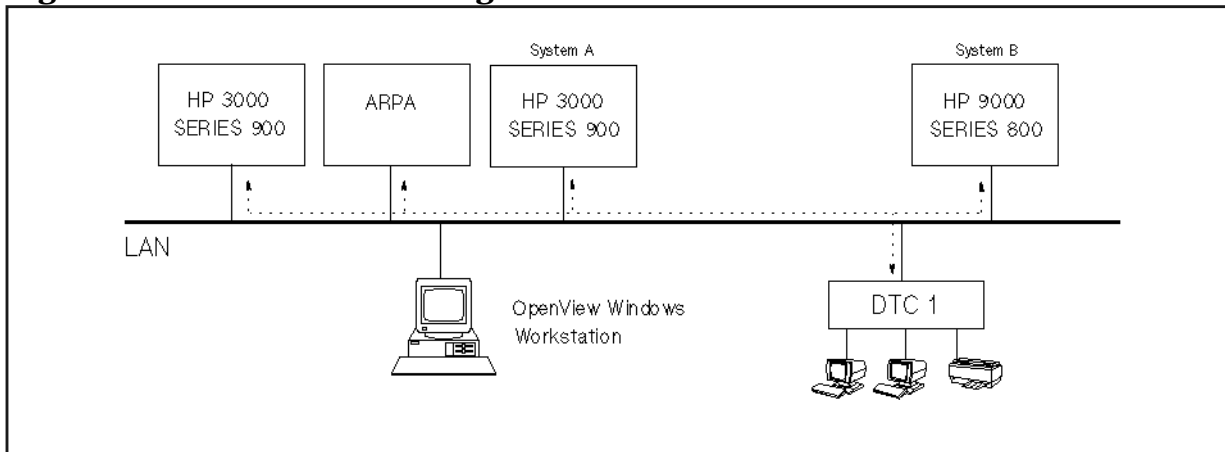 System A
System B
HP 3000
SERIES 900
ARPA
HP 3000
SERIES 900
HP 9000
SERIES 800
LAN
OpenView Windows
Workstation
DTC 1